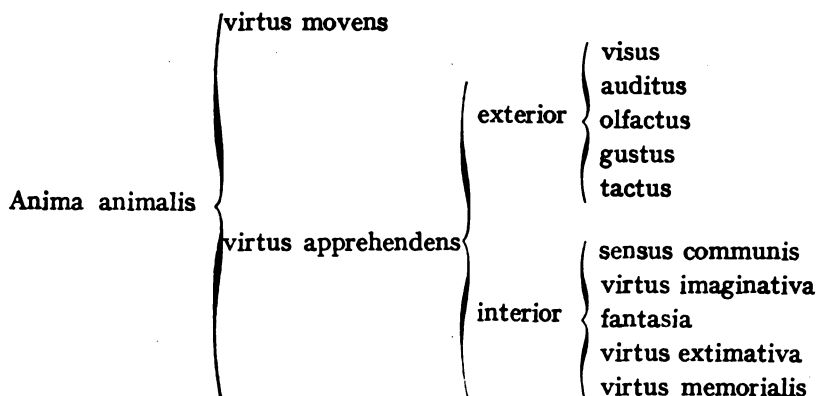 virtus movens
visus
auditus
exterior
olfactus
gustus
tactus
Anima animalis
virtus apprehendens
sensus communis
virtus imaginativa
interior
fantasia
virtus extimativa
virtus memorialis